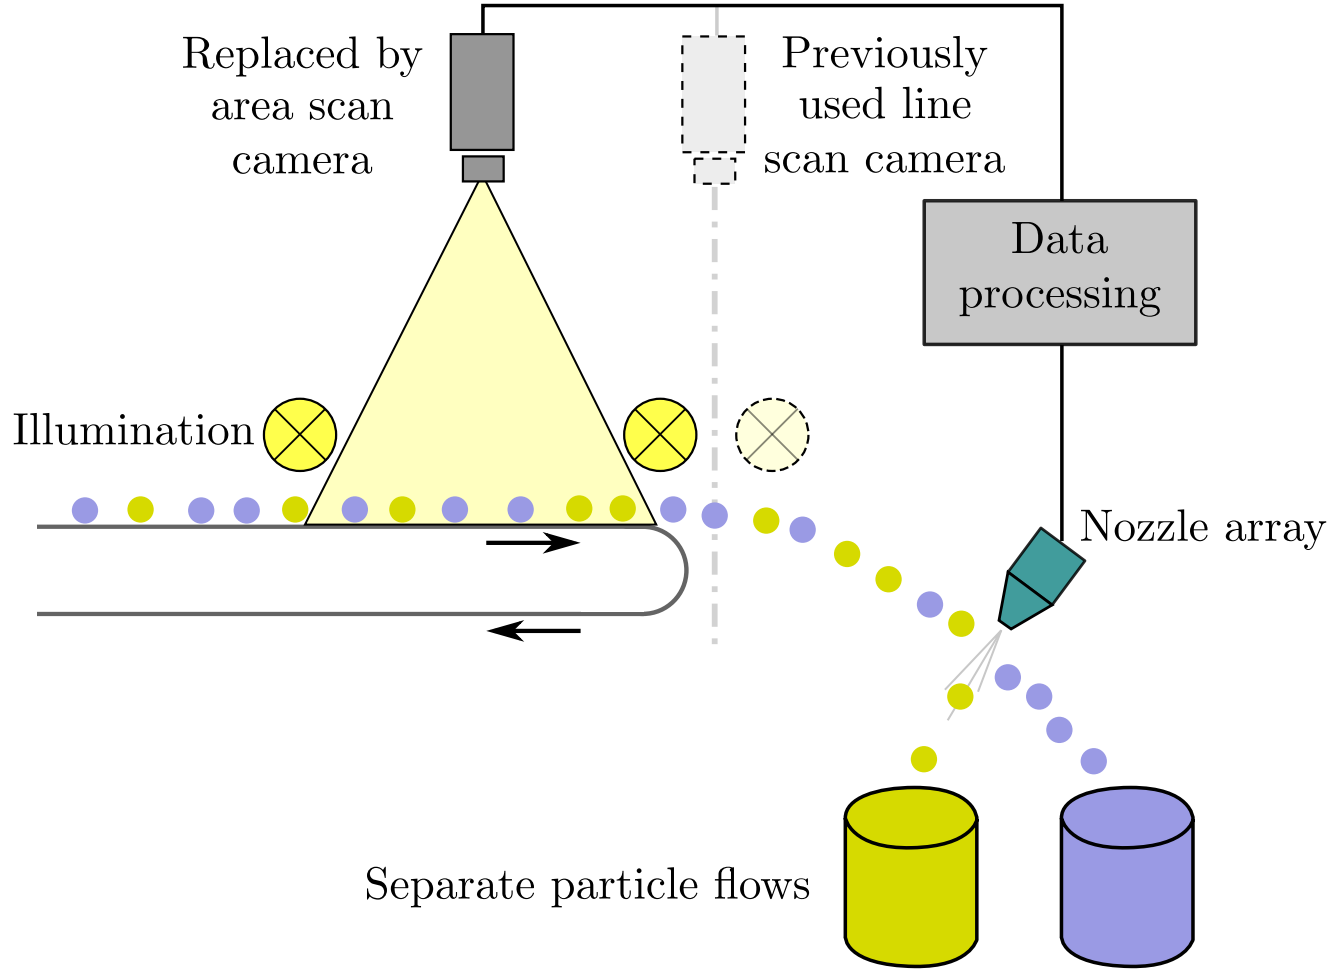 Replaced by
area scan
camera
Previously
used line
scan camera
Data
processing
Illumination
Nozzle array
Separate particle flows